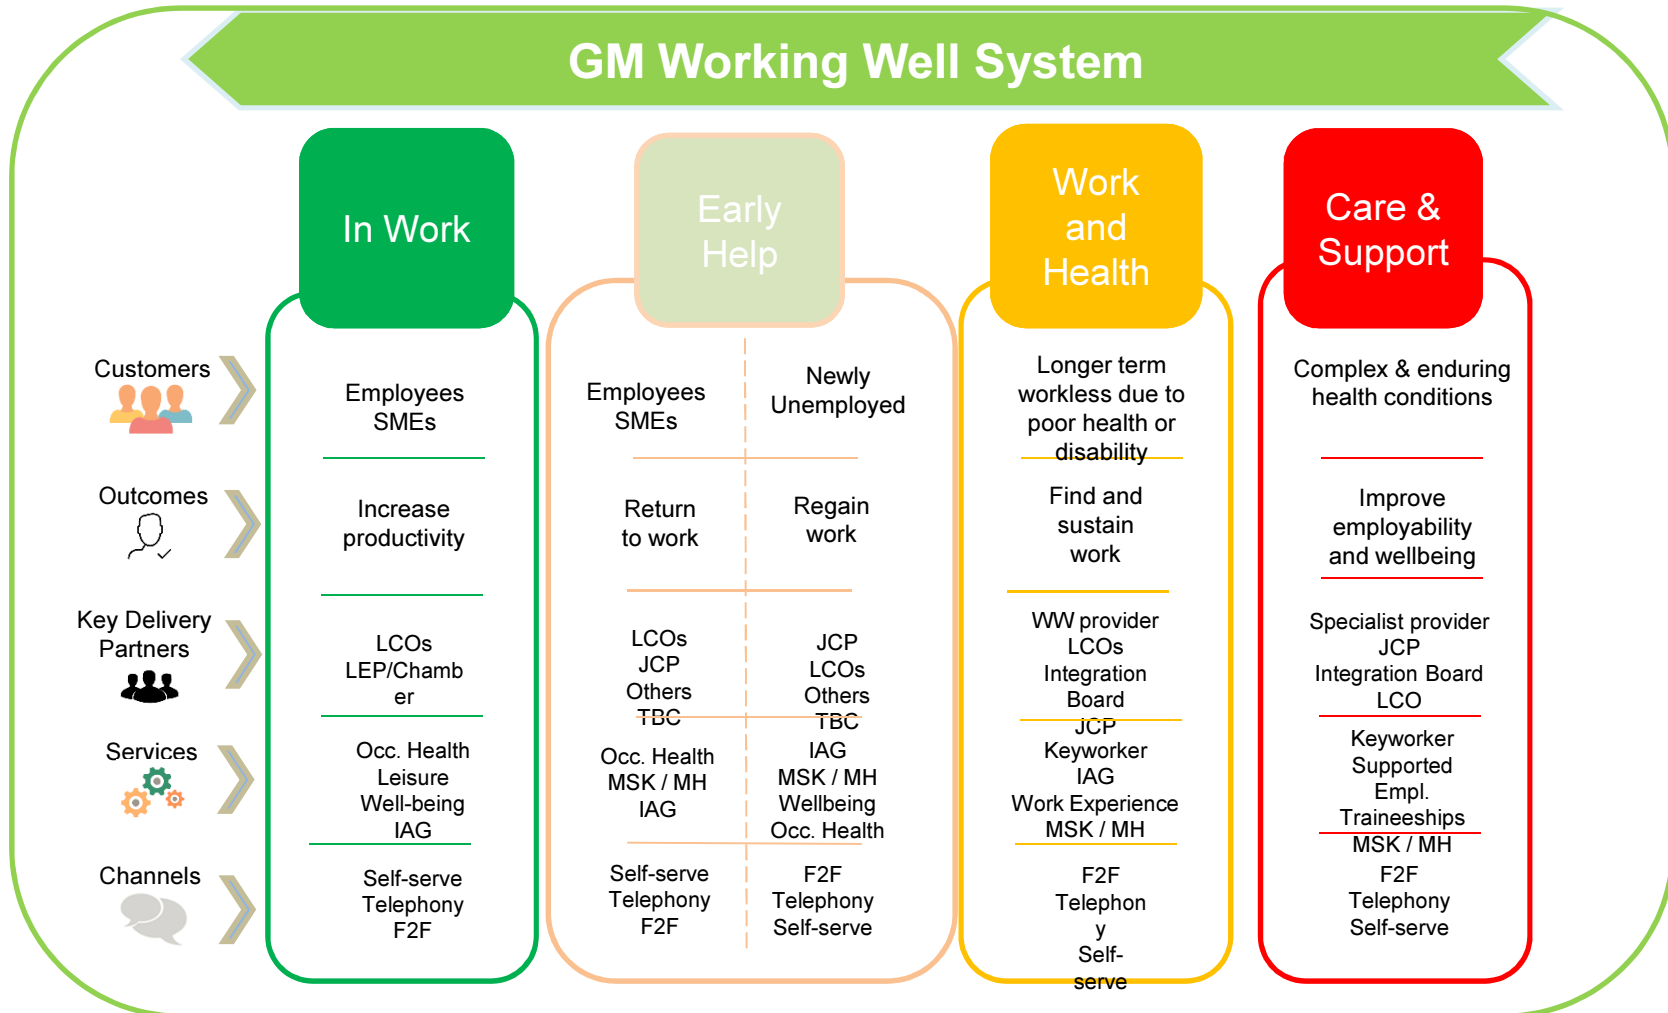 GM Working Well System
In Work
Early
Help
Work
and
Health
Care &
Support
Customers
Employees
SMEs
Employees
SMEs
Newly
Unemployed
Longer term
workless due to
poor health or
disability
Complex & enduring
health conditions
Outcomes
Increase
productivity
Return
to work
Regain
work
Find and
sustain
work
Improve
employability
and wellbeing
Key Delivery
Partners
LCOs
LEP/Chamb
er
LCOs
JCP
Others
TBC
JCP
LCOs
Others
TBC
WW provider
LCOs
Integration
Board
JCP
Specialist provider
JCP
Integration Board
LCO
Services
Occ. Health
Leisure
Well-being
IAG
Occ. Health
MSK / MH
IAG
IAG
MSK / MH
Wellbeing
Occ. Health
Keyworker
IAG
Work Experience
MSK / MH
Keyworker
Supported
Empl.
Traineeships
MSK / MH
Channels
Self-serve
Telephony
F2F
Self-serve
Telephony
F2F
F2F
Telephony
Self-serve
F2F
Telephon
y
Self-
serve
F2F
Telephony
Self-serve